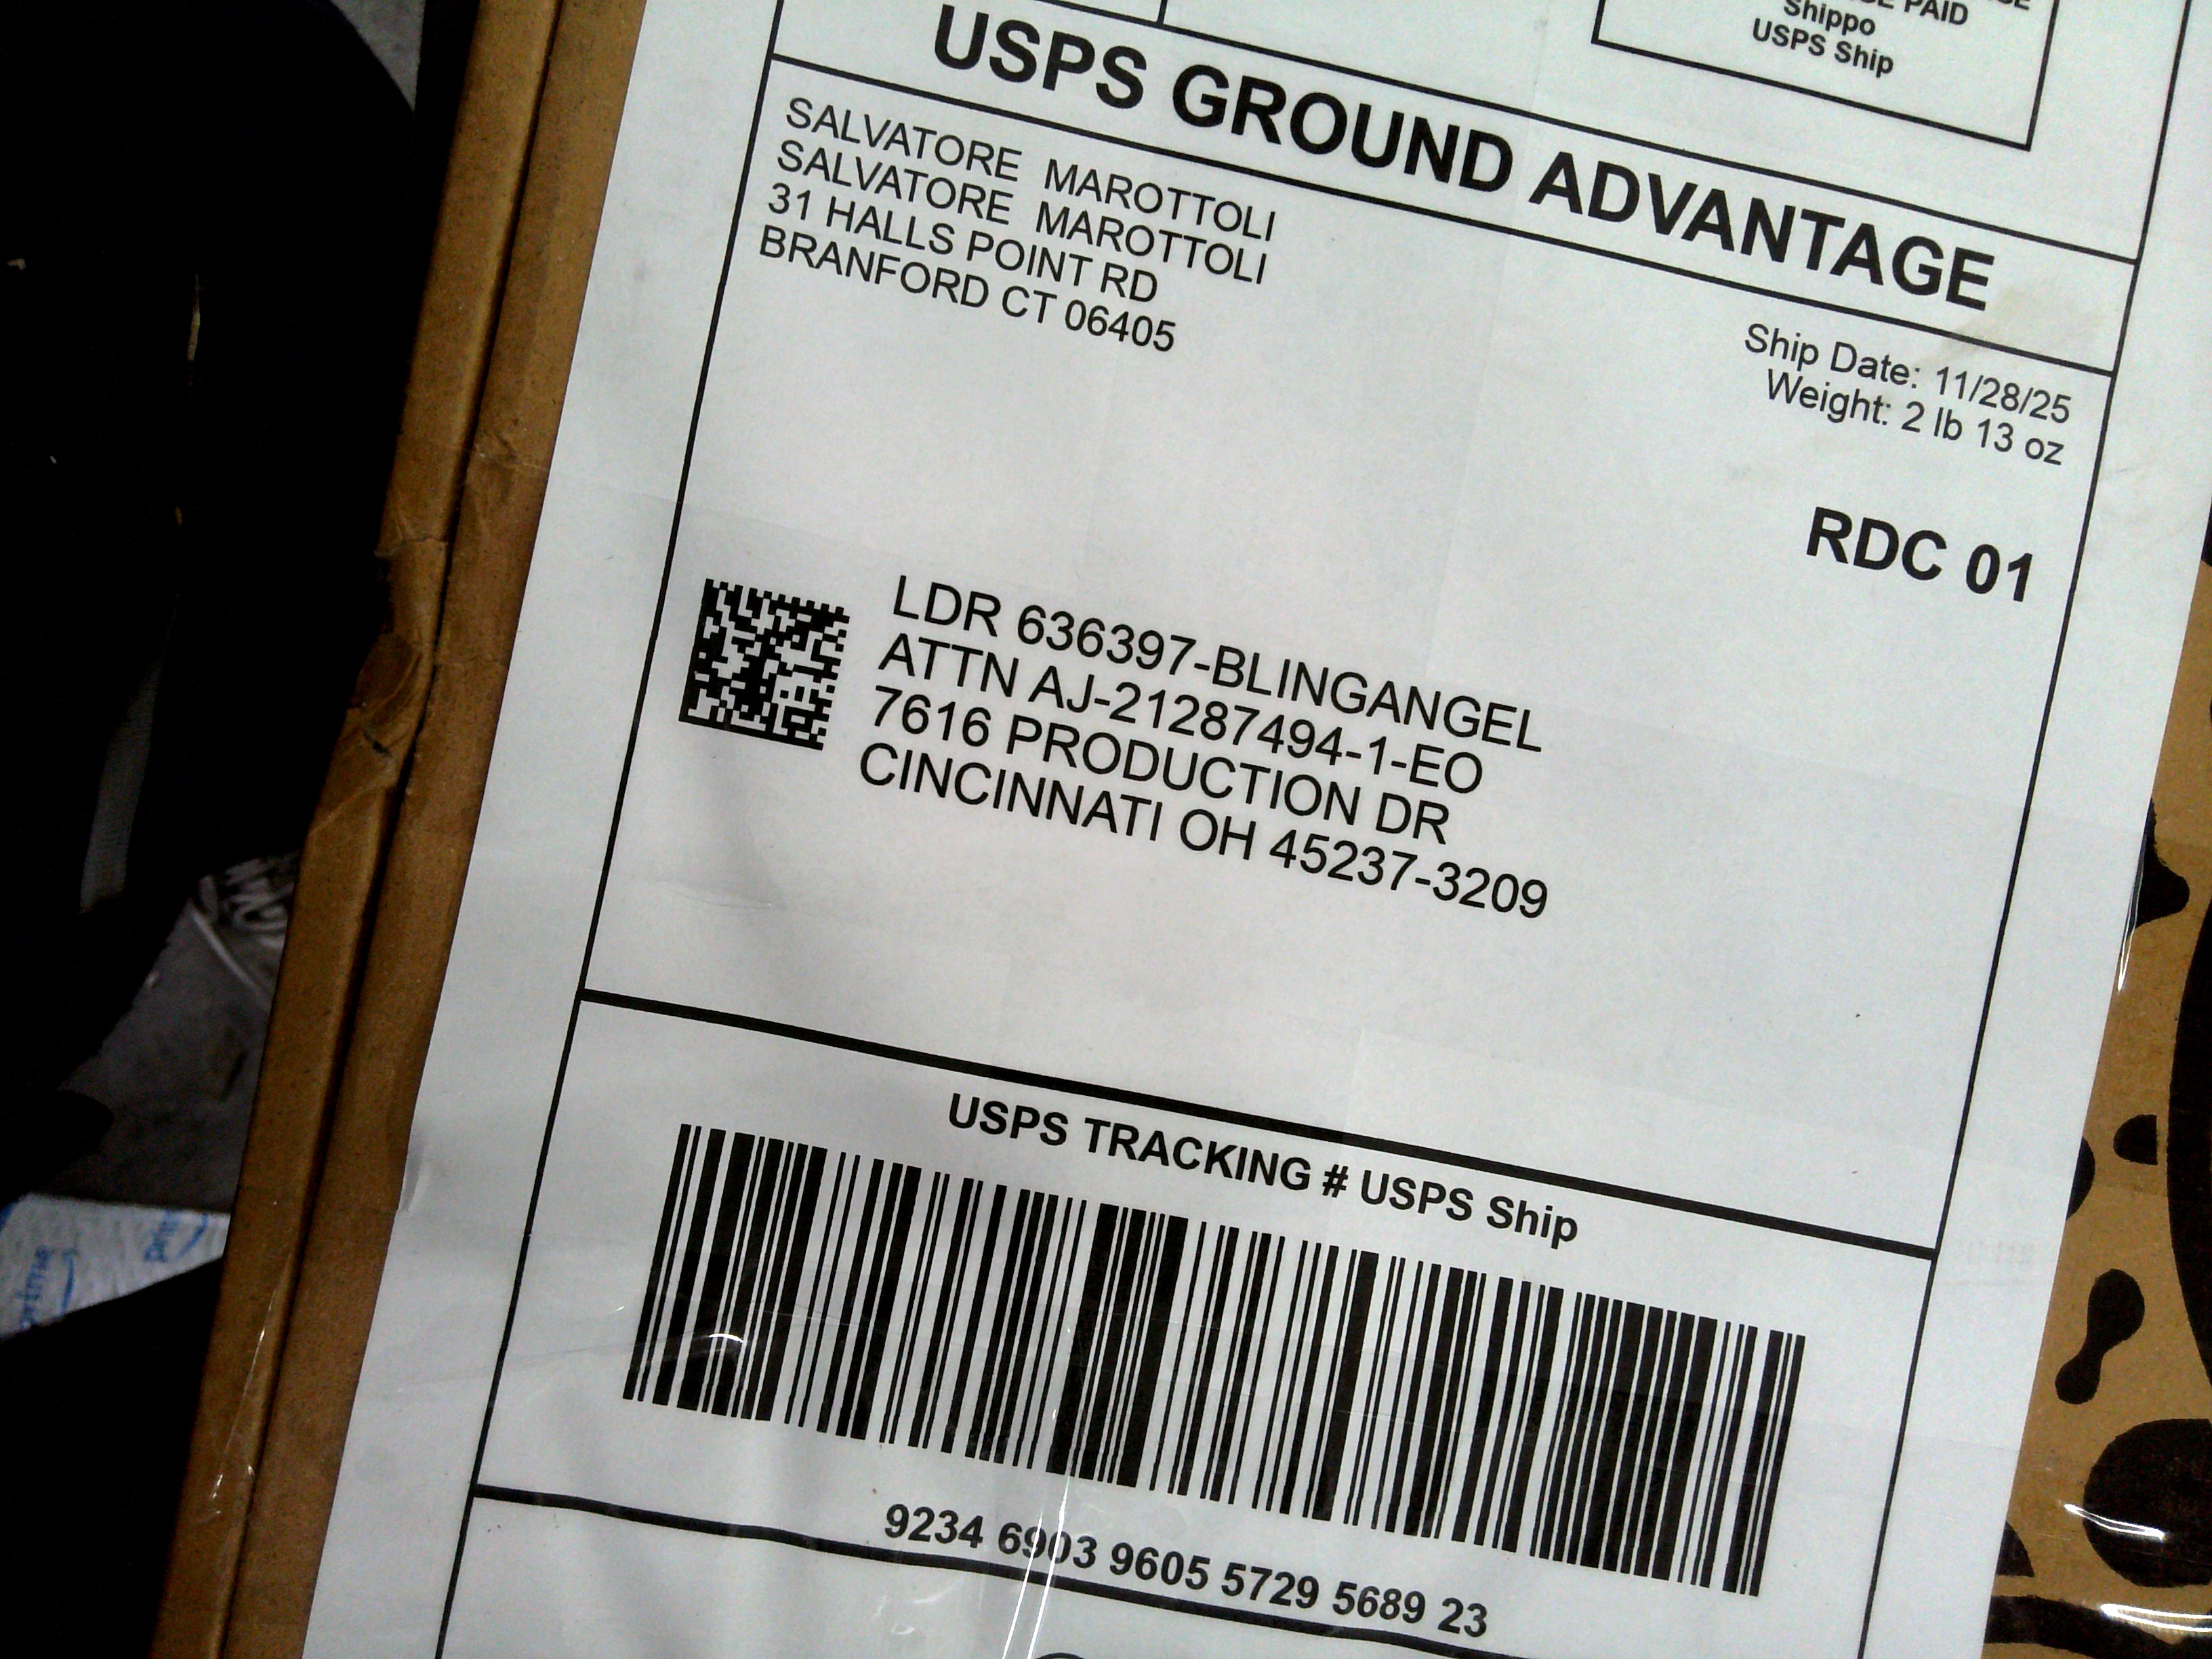 PAID
Shippo
USPS Ship
USPS GROUND ADVANTAGE
SALVATORE MAROTTOLI
SALVATORE MAROTTOLI
31 HALLS POINT RD
BRANFORD CT 06405
Ship Date: 11/28/25
Weight: 2 lb 13 oz
RDC 01
LDR 636397-BLINGANGEL
ATTN AJ-21287494-1-EO
7616 PRODUCTION DR
CINCINNATI OH 45237-3209
USPS TRACKING # USPS Ship
9234 6903 9605 5729 5689 23
prime